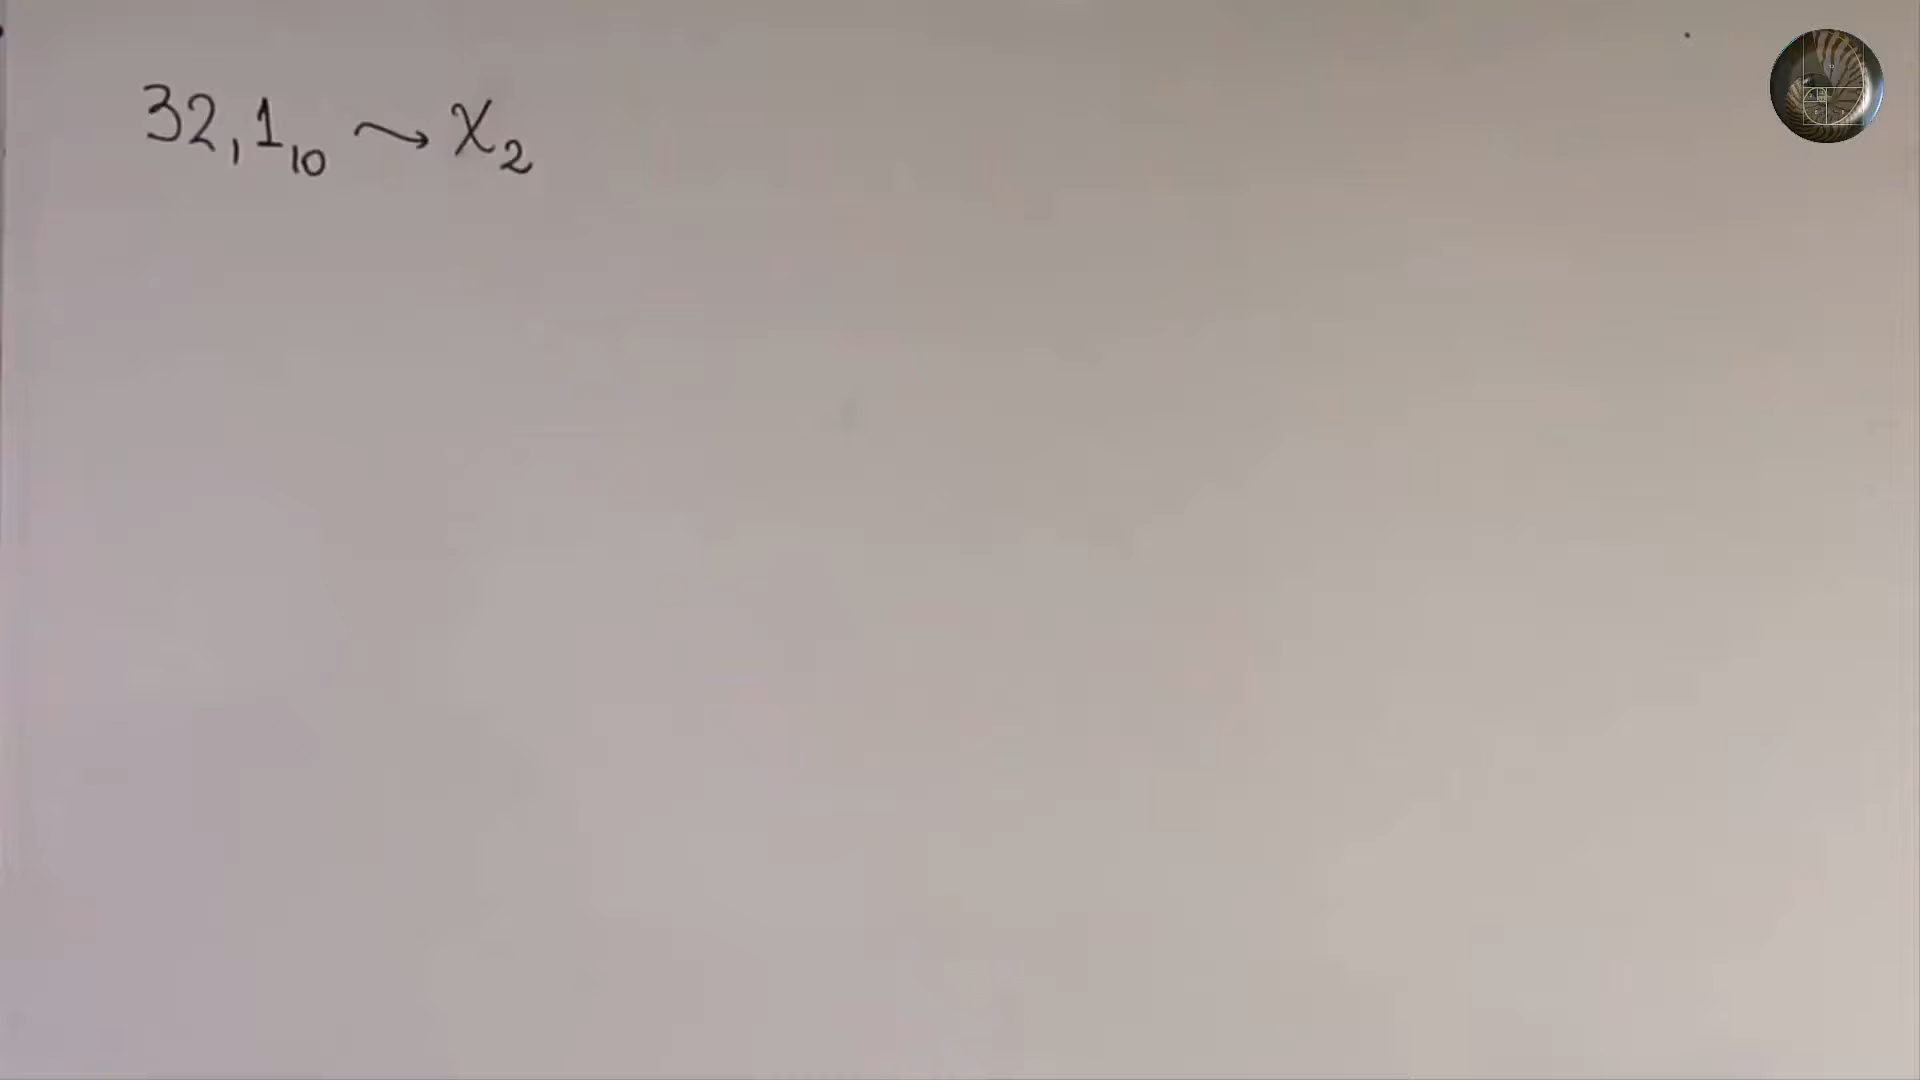 32,1₁₀ ⤳ X₂